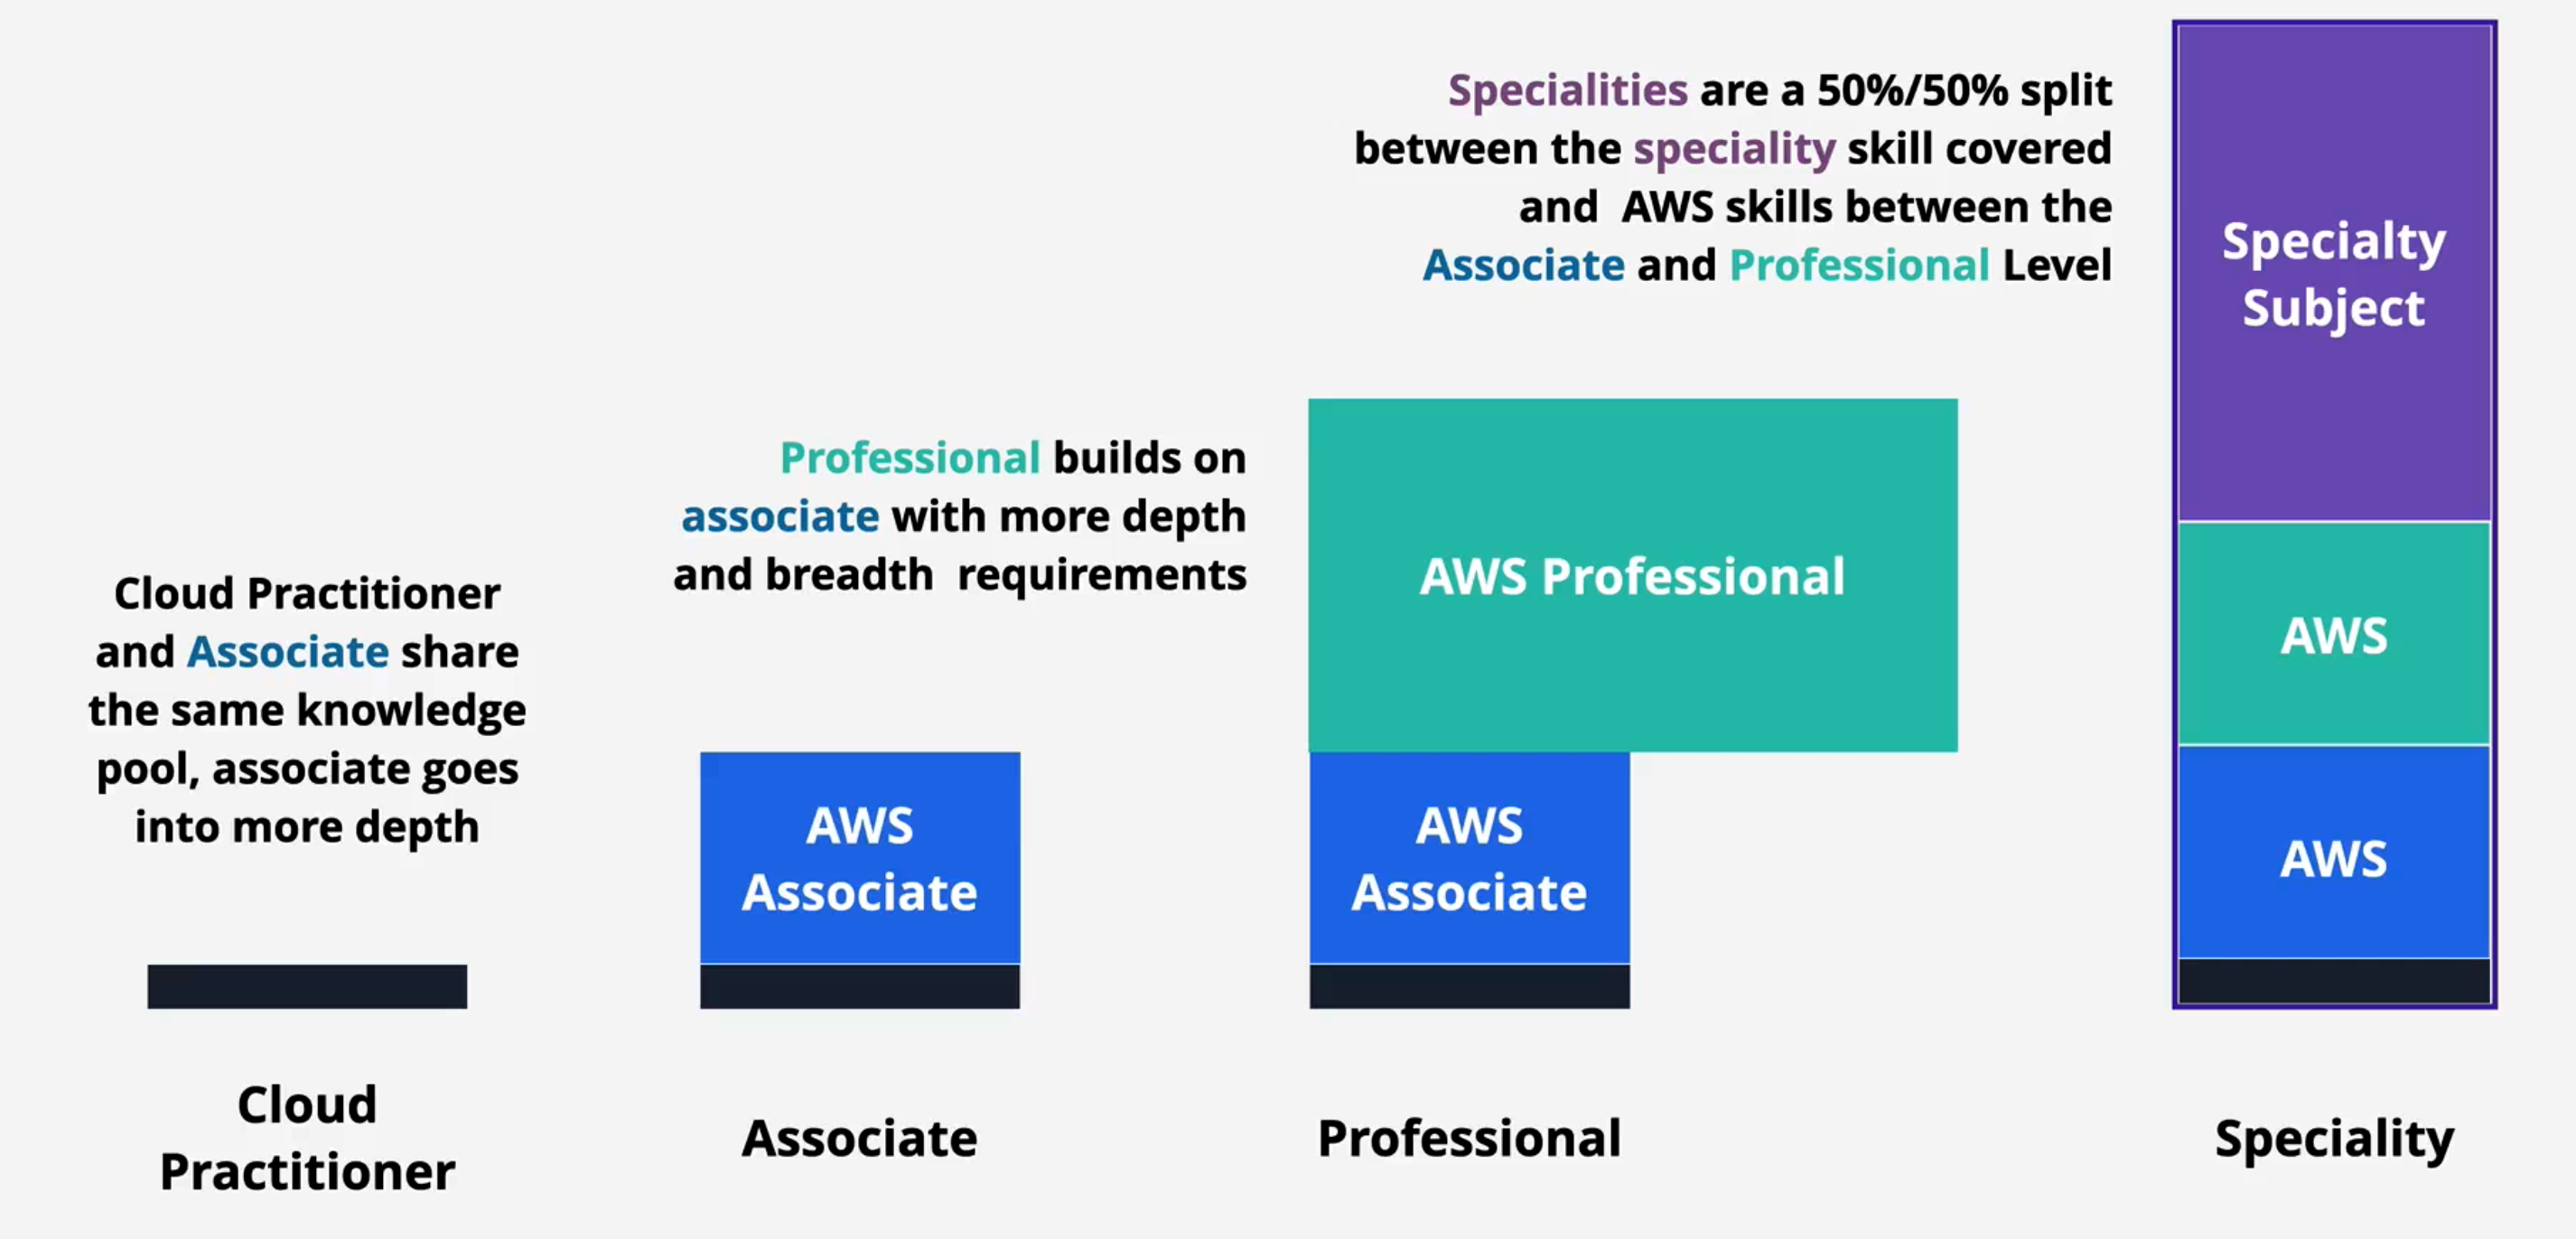 Specialities are a 50%/50% split
between the speciality skill covered
and  AWS skills between the
Associate and Professional Level
Specialty
Subject
Professional builds on
associate with more depth
and breadth  requirements
AWS Professional
AWS
Cloud Practitioner
and Associate share
the same knowledge
pool, associate goes
into more depth
AWS
Associate
AWS
Associate
AWS
Cloud
Practitioner
Associate
Professional
Speciality